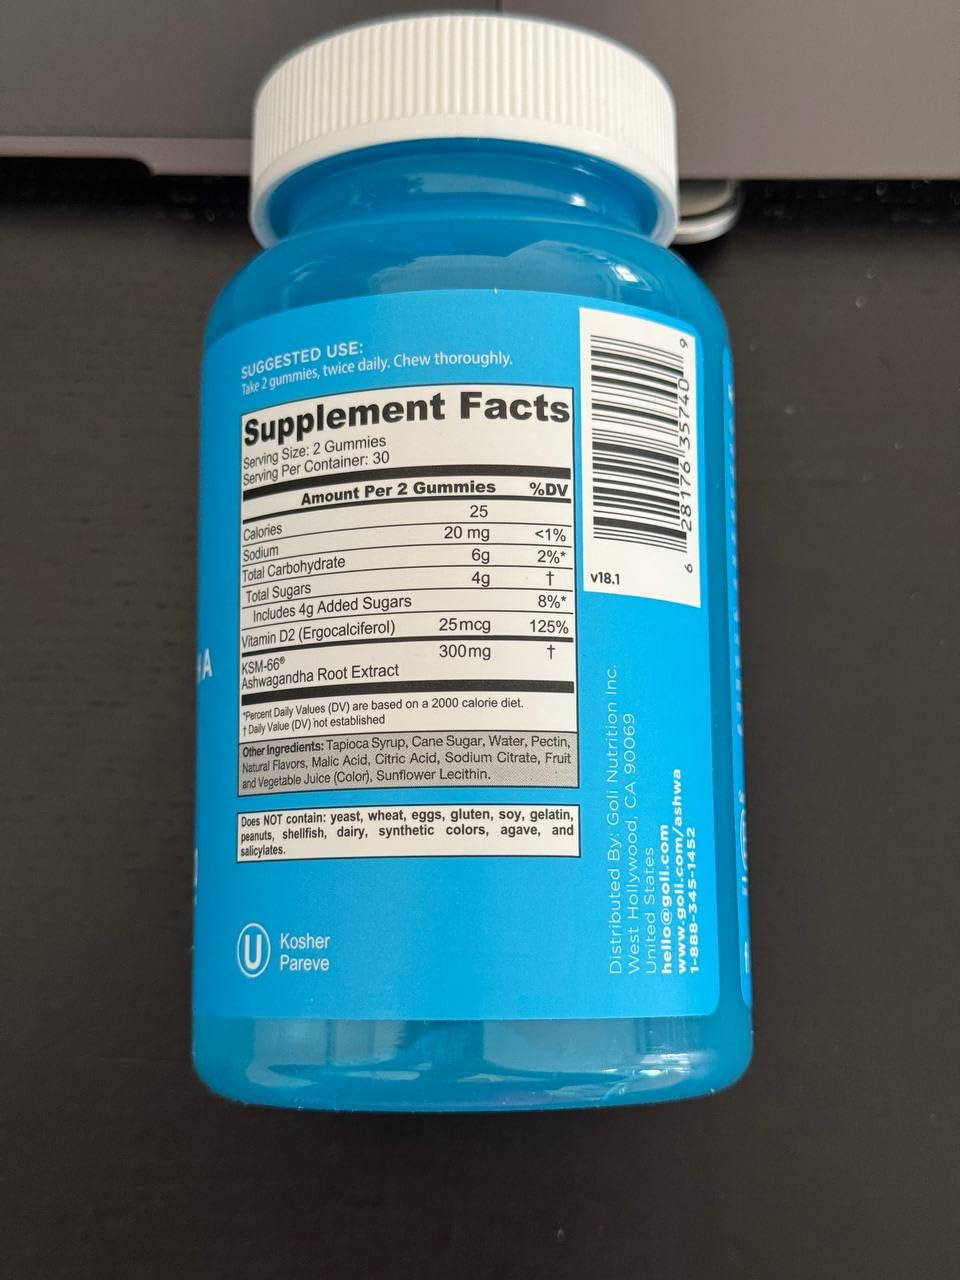 SUGGESTED USE:
Take 2 gummies, twice daily. Chew thoroughly.
Supplement Facts
Serving Size: 2 Gummies
Serving Per Container: 30
Amount Per 2 Gummies %DV
Calories 25
Sodium 20 mg <1%
Total Carbohydrate 6g 2%*
Total Sugars 4g †
Includes 4g Added Sugars 8%*
Vitamin D2 (Ergocalciferol) 25mcg 125%
KSM-66® 300mg †
Ashwagandha Root Extract
*Percent Daily Values (DV) are based on a 2000 calorie diet.
† Daily Value (DV) not established
Other Ingredients: Tapioca Syrup, Cane Sugar, Water, Pectin,
Natural Flavors, Malic Acid, Citric Acid, Sodium Citrate, Fruit
and Vegetable Juice (Color), Sunflower Lecithin.
Does NOT contain: yeast, wheat, eggs, gluten, soy, gelatin,
peanuts, shellfish, dairy, synthetic colors, agave, and
salicylates.
U Kosher
Pareve
6 28176 35740 9
v18.1
Distributed By: Goli Nutrition Inc.
West Hollywood, CA 90069
United States
hello@goli.com
www.goli.com/ashwa
1-888-345-1452